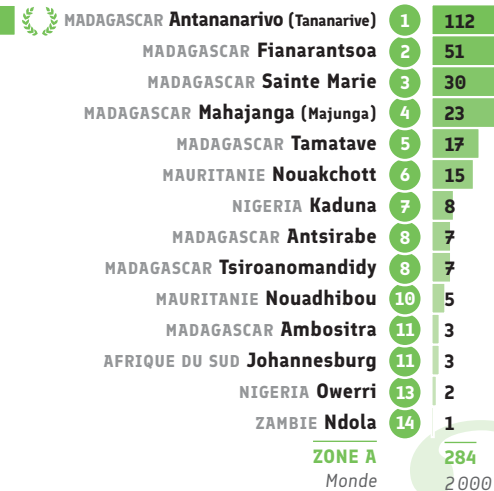 MADAGASCAR Antananarivo (Tananarive) 1 112
MADAGASCAR Fianarantsoa 2 51
MADAGASCAR Sainte Marie 3 30
MADAGASCAR Mahajanga (Majunga) 4 23
MADAGASCAR Tamatave 5 17
MAURITANIE Nouakchott 6 15
NIGERIA Kaduna 7 8
MADAGASCAR Antsirabe 8 7
MADAGASCAR Tsiroanomandidy 8 7
MAURITANIE Nouadhibou 10 5
MADAGASCAR Ambositra 11 3
AFRIQUE DU SUD Johannesburg 11 3
NIGERIA Owerri 13 2
ZAMBIE Ndola 14 1
ZONE A 284
Monde 2000